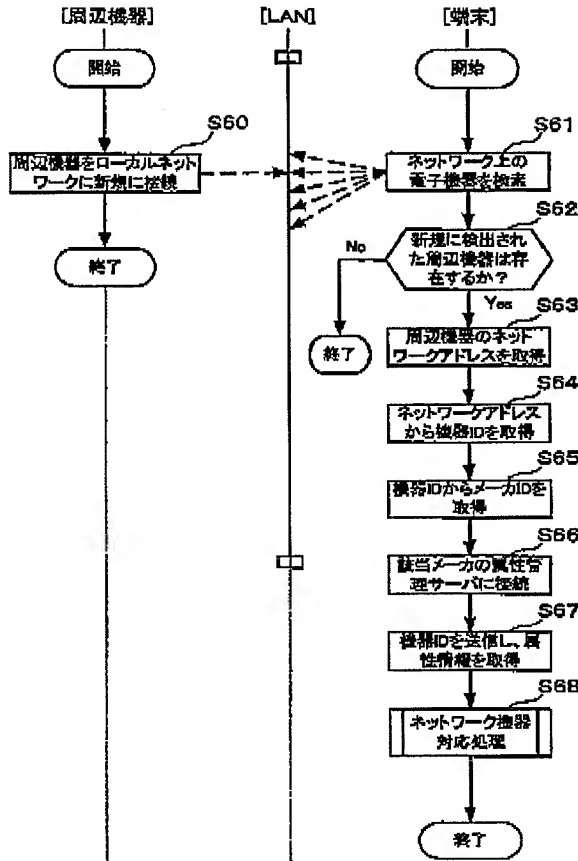 [周辺機器]
[LAN]
[端末]
開始
開始
S60
周辺機器をローカルネット
ワークに新規に接続
終了
S61
ネットワーク上の
電子機器を検索
S62
新規に検出され
た周辺機器は存
在するか?
No
Yes
終了
S63
周辺機器のネット
ワークアドレスを取得
S64
ネットワークアドレス
から機器IDを取得
S65
機器IDからメーカIDを
取得
S66
該当メーカの属性管
理サーバに接続
S67
機器IDを送信し、属
性情報を取得
S68
ネットワーク機器
対応処理
終了